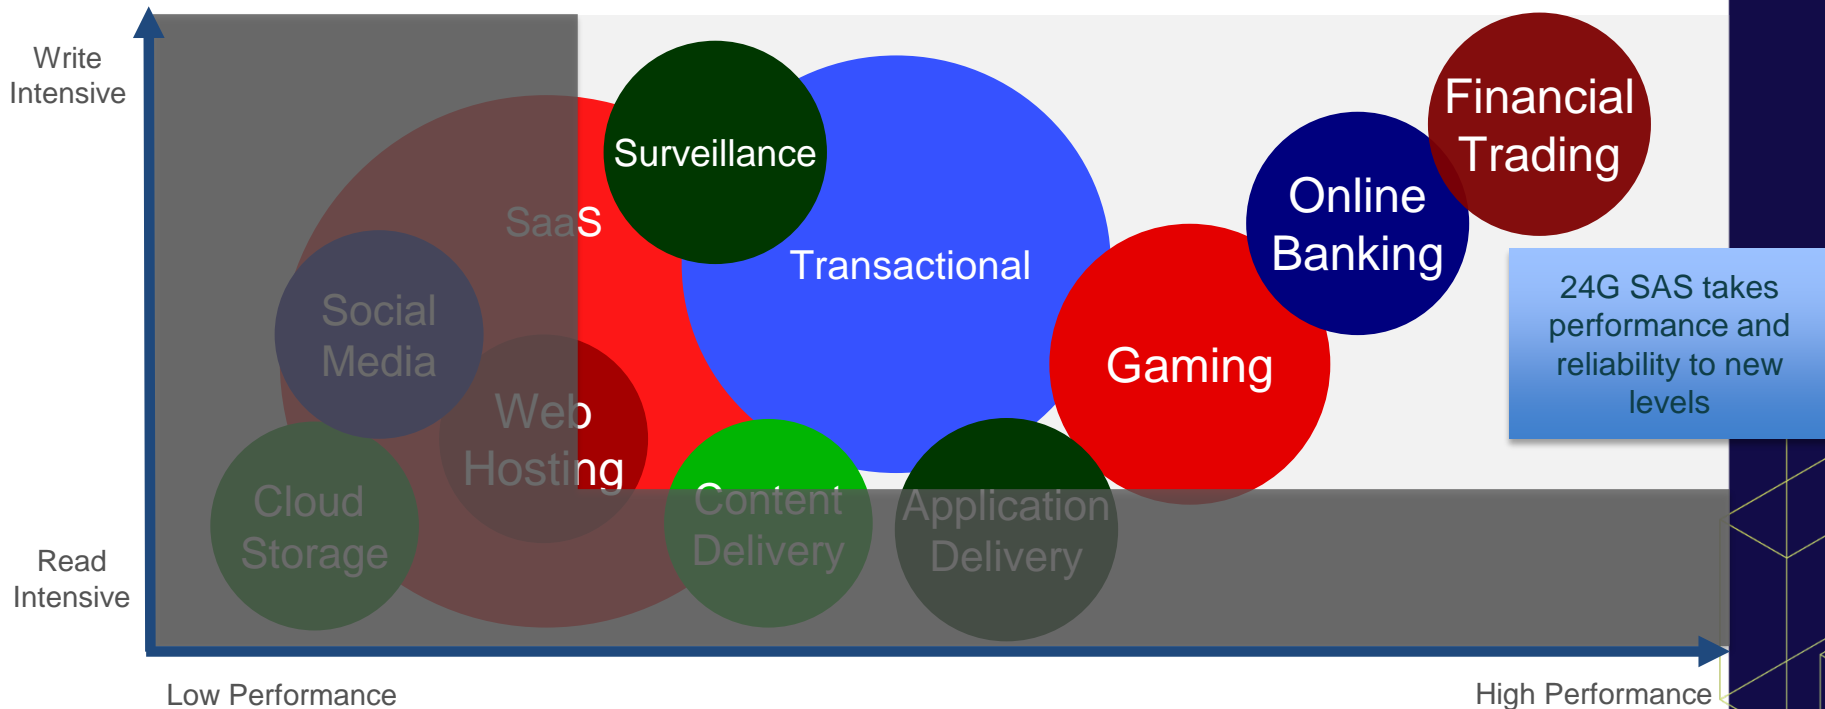 Write
Intensive
Financial
Trading
Surveillance
Online
Banking
SaaS
Transactional
24G SAS takes
performance and
reliability to new
levels
Social
Media
Gaming
Web
Hosting
Cloud
Storage
Content
Delivery
Application
Delivery
Read
Intensive
Low Performance
High Performance